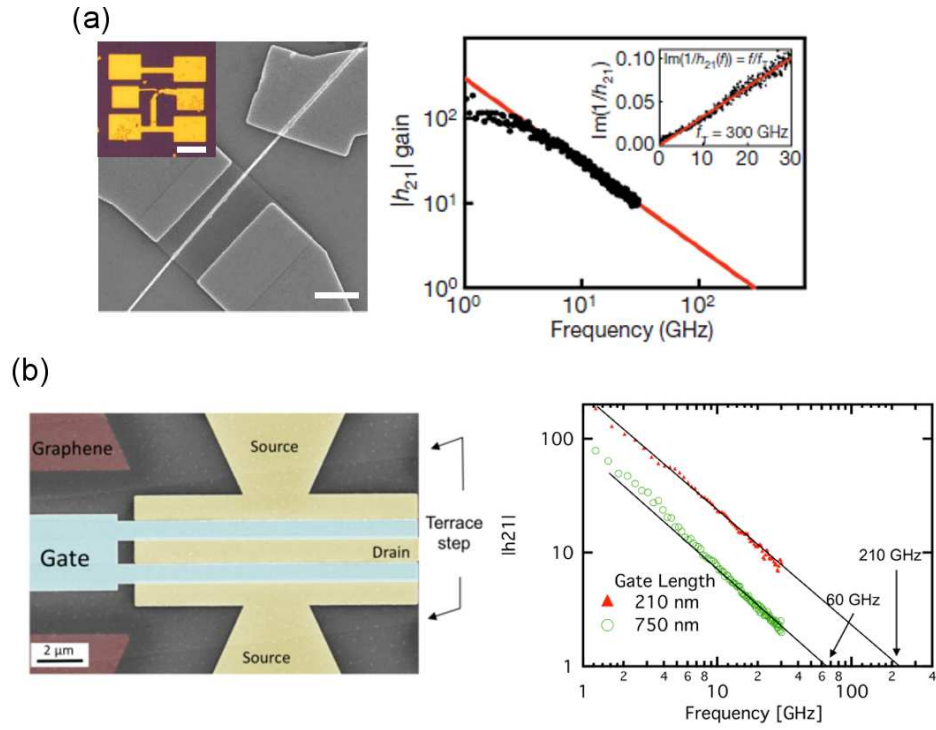 (a)
|h21| gain
10^2
10^1
10^0
10^0
10^1
10^2
Frequency (GHz)
Im(1/h21)
0.10
0.05
0.00
0
10
20
30
Im(1/h21(f)) = f/fT
fT = 300 GHz
(b)
Graphene
Source
Gate
Drain
Source
2 µm
Terrace
step
|h21|
100
10
1
210 GHz
60 GHz
Gate Length
210 nm
750 nm
1
2
4
6
8
10
2
4
6
8
100
2
4
Frequency [GHz]